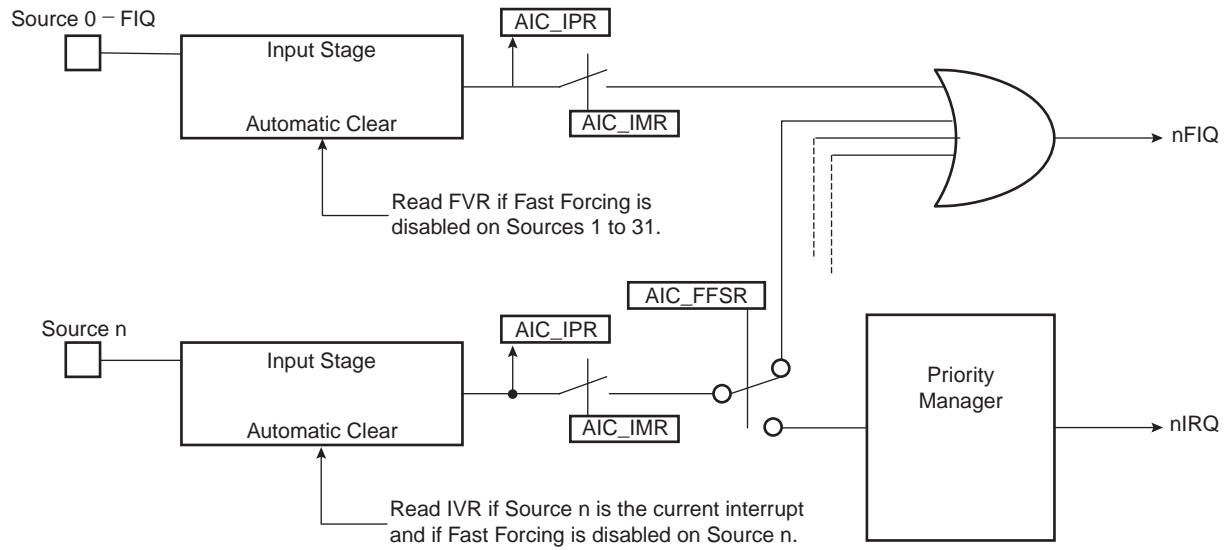 Source 0 – FIQ
AIC_IPR
Input Stage
Automatic Clear
AIC_IMR
nFIQ
Read FVR if Fast Forcing is
disabled on Sources 1 to 31.
AIC_FFSR
Source n
AIC_IPR
Input Stage
Priority
Manager
Automatic Clear
AIC_IMR
nIRQ
Read IVR if Source n is the current interrupt
and if Fast Forcing is disabled on Source n.